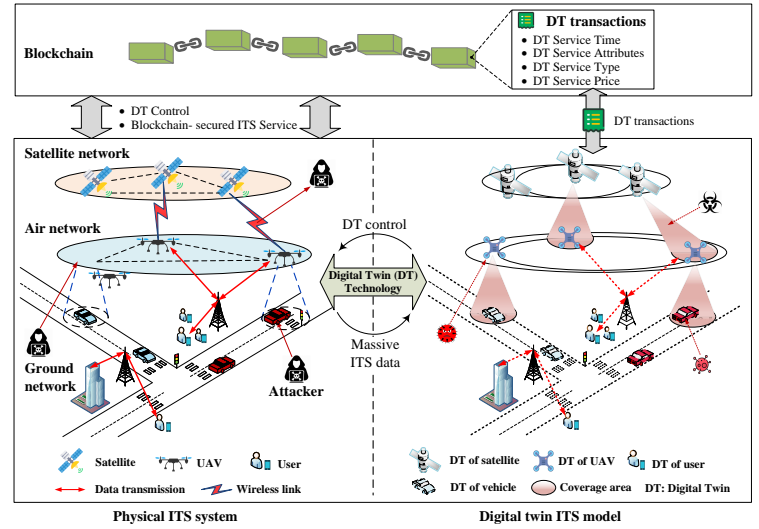 DT transactions
Blockchain
• DT Service Time
• DT Service Attributes
• DT Service Type
• DT Service Price
• DT Control
• Blockchain- secured ITS Service
DT transactions
Satellite network
Air network
DT control
Digital Twin (DT)
Technology
Massive
ITS data
Ground
network
Attacker
Satellite
UAV
User
Data transmission
Wireless link
DT of satellite
DT of UAV
DT of user
DT of vehicle
Coverage area
DT: Digital Twin
Physical ITS system
Digital twin ITS model